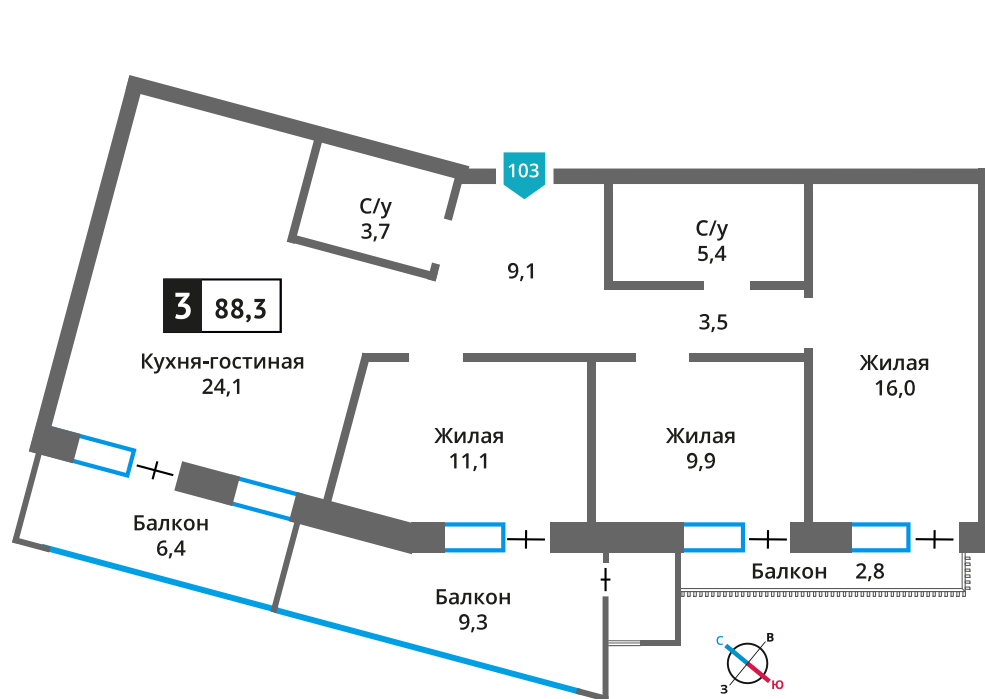 103
С/у
3,7
С/у
5,4
9,1
3 88,3
3,5
Кухня-гостиная
24,1
Жилая
16,0
Жилая
11,1
Жилая
9,9
Балкон
6,4
Балкон 2,8
Балкон
9,3
С
В
З
Ю